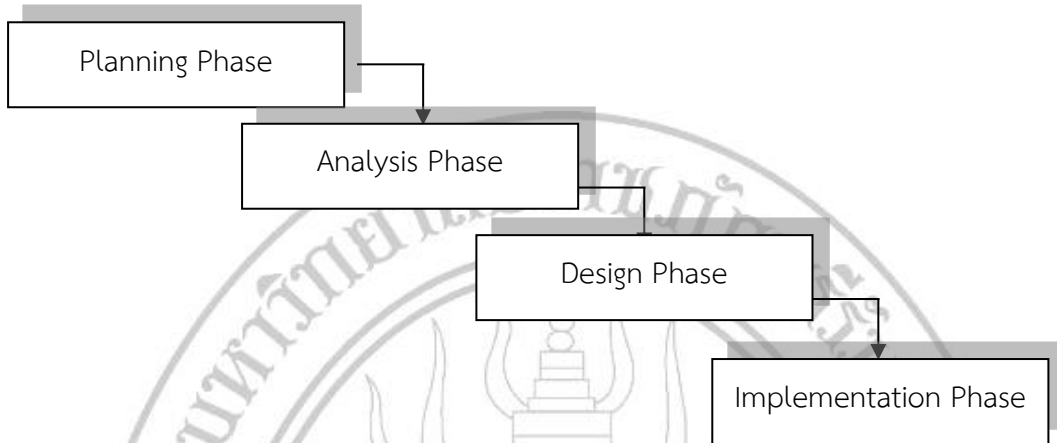 Planning Phase
Analysis Phase
Design Phase
Implementation Phase